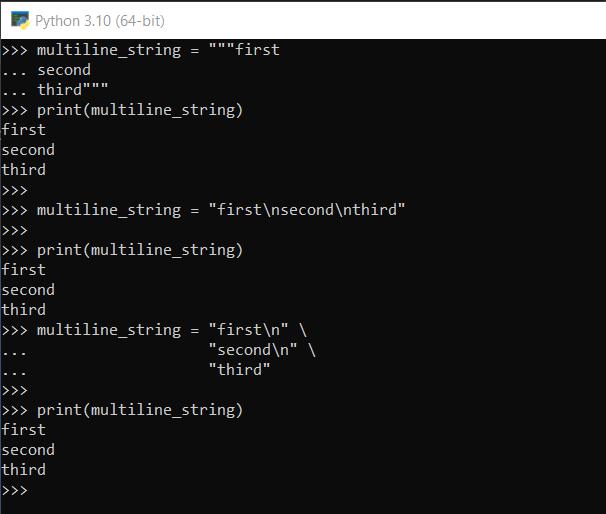 Python 3.10 (64-bit)
>>> multiline_string = """first
... second
... third"""
>>> print(multiline_string)
first
second
third
>>>
>>> multiline_string = "first\nsecond\nthird"
>>>
>>> print(multiline_string)
first
second
third
>>> multiline_string = "first\n" \
...                    "second\n" \
...                    "third"
>>>
>>> print(multiline_string)
first
second
third
>>>